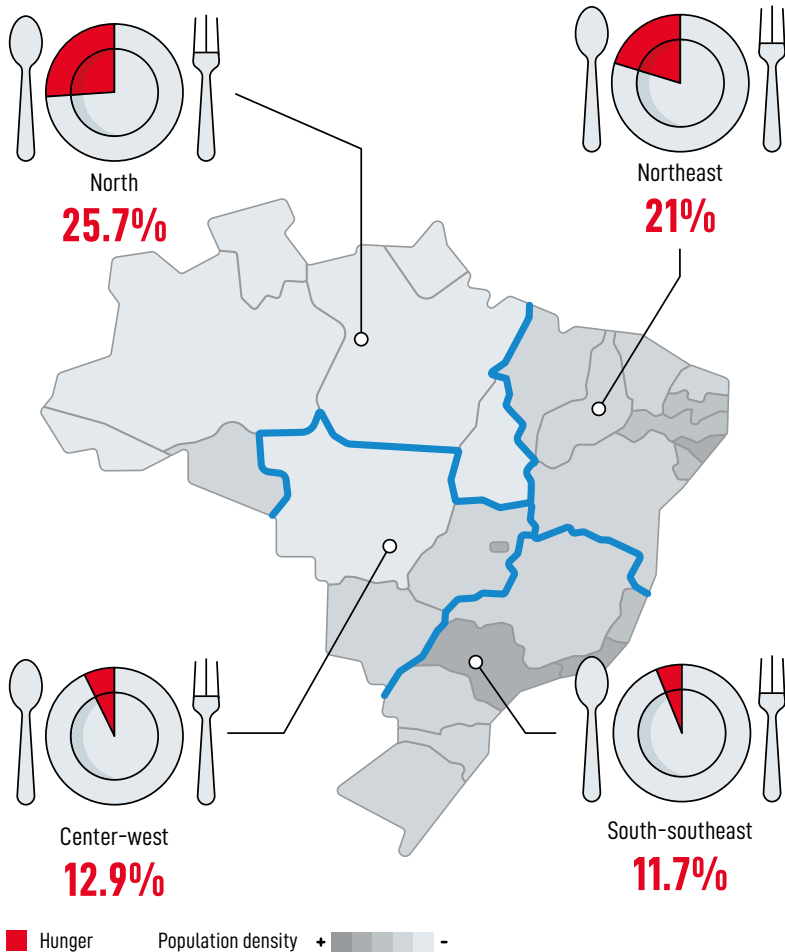 North
25.7%
Northeast
21%
Center-west
12.9%
South-southeast
11.7%
Hunger
Population density + -